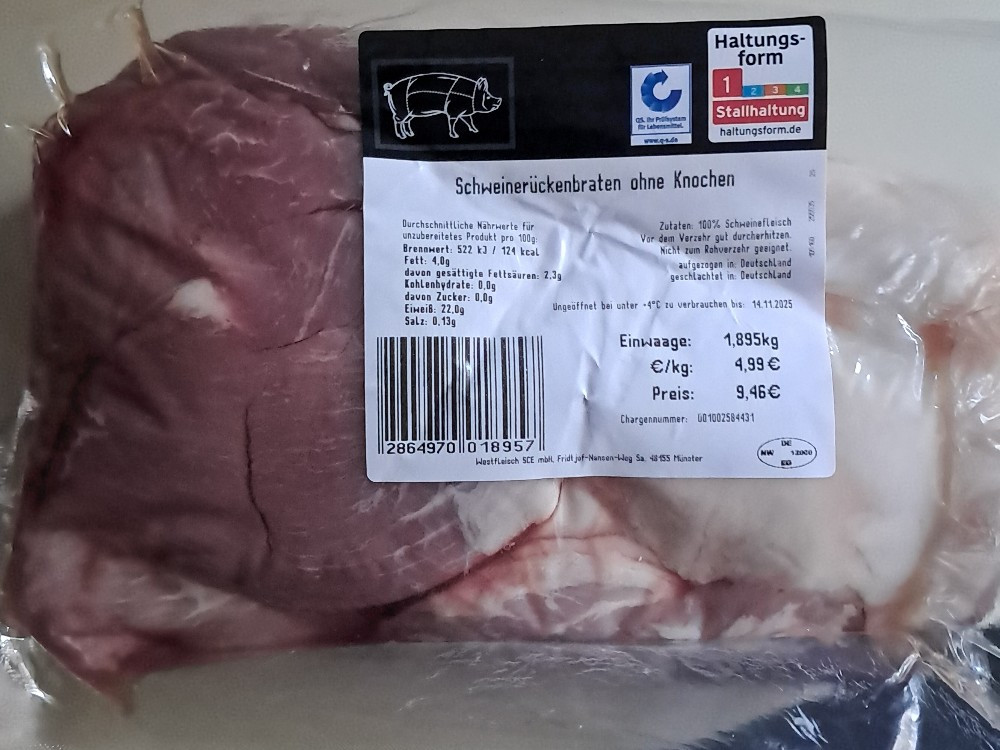 Haltungs-
form
1 2 3 4
Stallhaltung
haltungsform.de
QS. Ihr Prüfsystem
für Lebensmittel.
www.q-s.de
Schweinerückenbraten ohne Knochen
Durchschnittliche Nährwerte für
unzubereitetes Produkt pro 100g:
Brennwert: 522 kJ / 124 kcal
Fett: 4,0g
davon gesättigte Fettsäuren: 2,3g
Kohlenhydrate: 0,0g
davon Zucker: 0,0g
Eiweiß: 22,0g
Salz: 0,13g
Zutaten: 100% Schweinefleisch
Vor dem Verzehr gut durcherhitzen.
Nicht zum Rohverzehr geeignet.
aufgezogen in: Deutschland
geschlachtet in: Deutschland
Ungeöffnet bei unter +4°C zu verbrauchen bis: 14.11.2025
Einwaage: 1,895kg
€/kg: 4,99€
Preis: 9,46€
Chargennummer: 001002584431
2864970 018957
Westfleisch SCE mbH, Fridtjof-Nansen-Weg 5a, 48155 Münster
DE
NW
EG